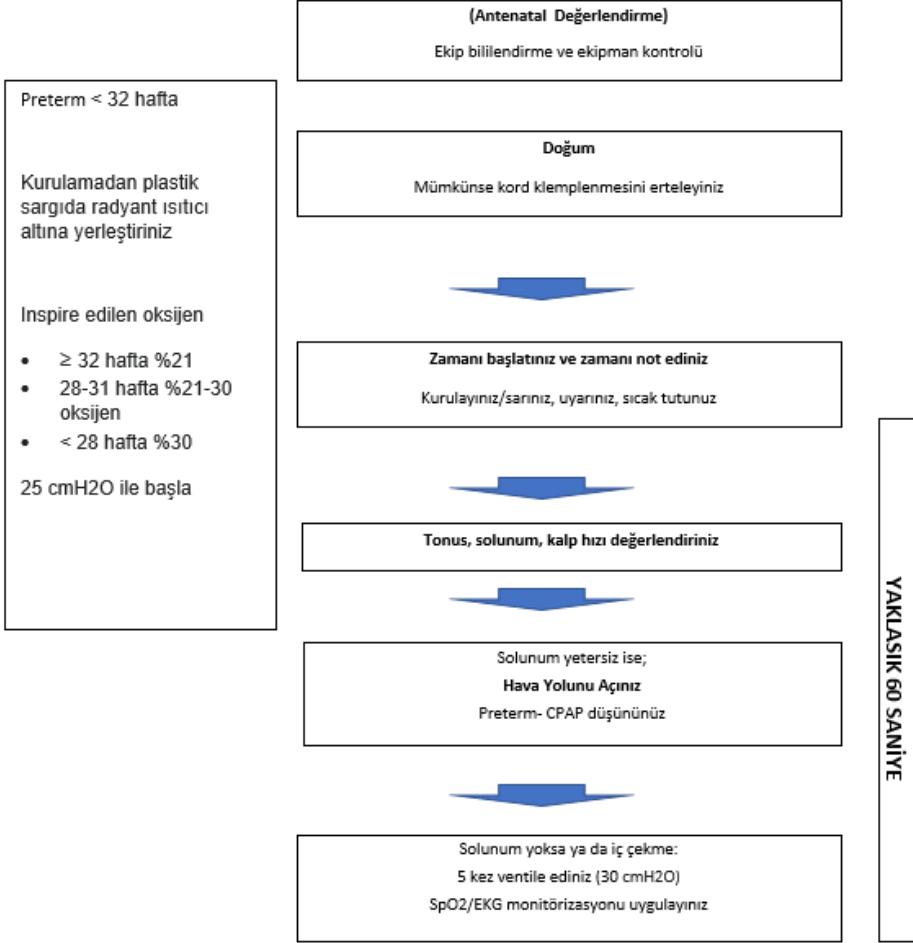 (Antenatal Değerlendirme)
Ekip bililendirme ve ekipman kontrolü
Preterm < 32 hafta
Kurulamadan plastik
sargıda radyant ısıtıcı
altına yerleştiriniz
Inspire edilen oksijen
• ≥ 32 hafta %21
• 28-31 hafta %21-30
oksijen
• < 28 hafta %30
25 cmH2O ile başla
Doğum
Mümkünse kord klemplenmesini erteleyiniz
Zamanı başlatınız ve zamanı not ediniz
Kurulayınız/sarınız, uyarınız, sıcak tutunuz
Tonus, solunum, kalp hızı değerlendiriniz
Solunum yetersiz ise;
Hava Yolunu Açınız
Preterm- CPAP düşününüz
Solunum yoksa ya da iç çekme:
5 kez ventile ediniz (30 cmH2O)
SpO2/EKG monitörizasyonu uygulayınız
YAKLASIK 60 SANİYE